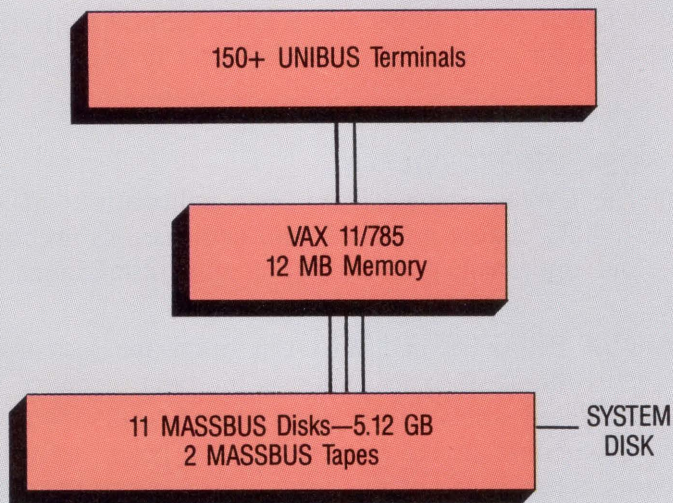 150+ UNIBUS Terminals
VAX 11/785
12 MB Memory
11 MASSBUS Disks—5.12 GB
2 MASSBUS Tapes
SYSTEM
DISK